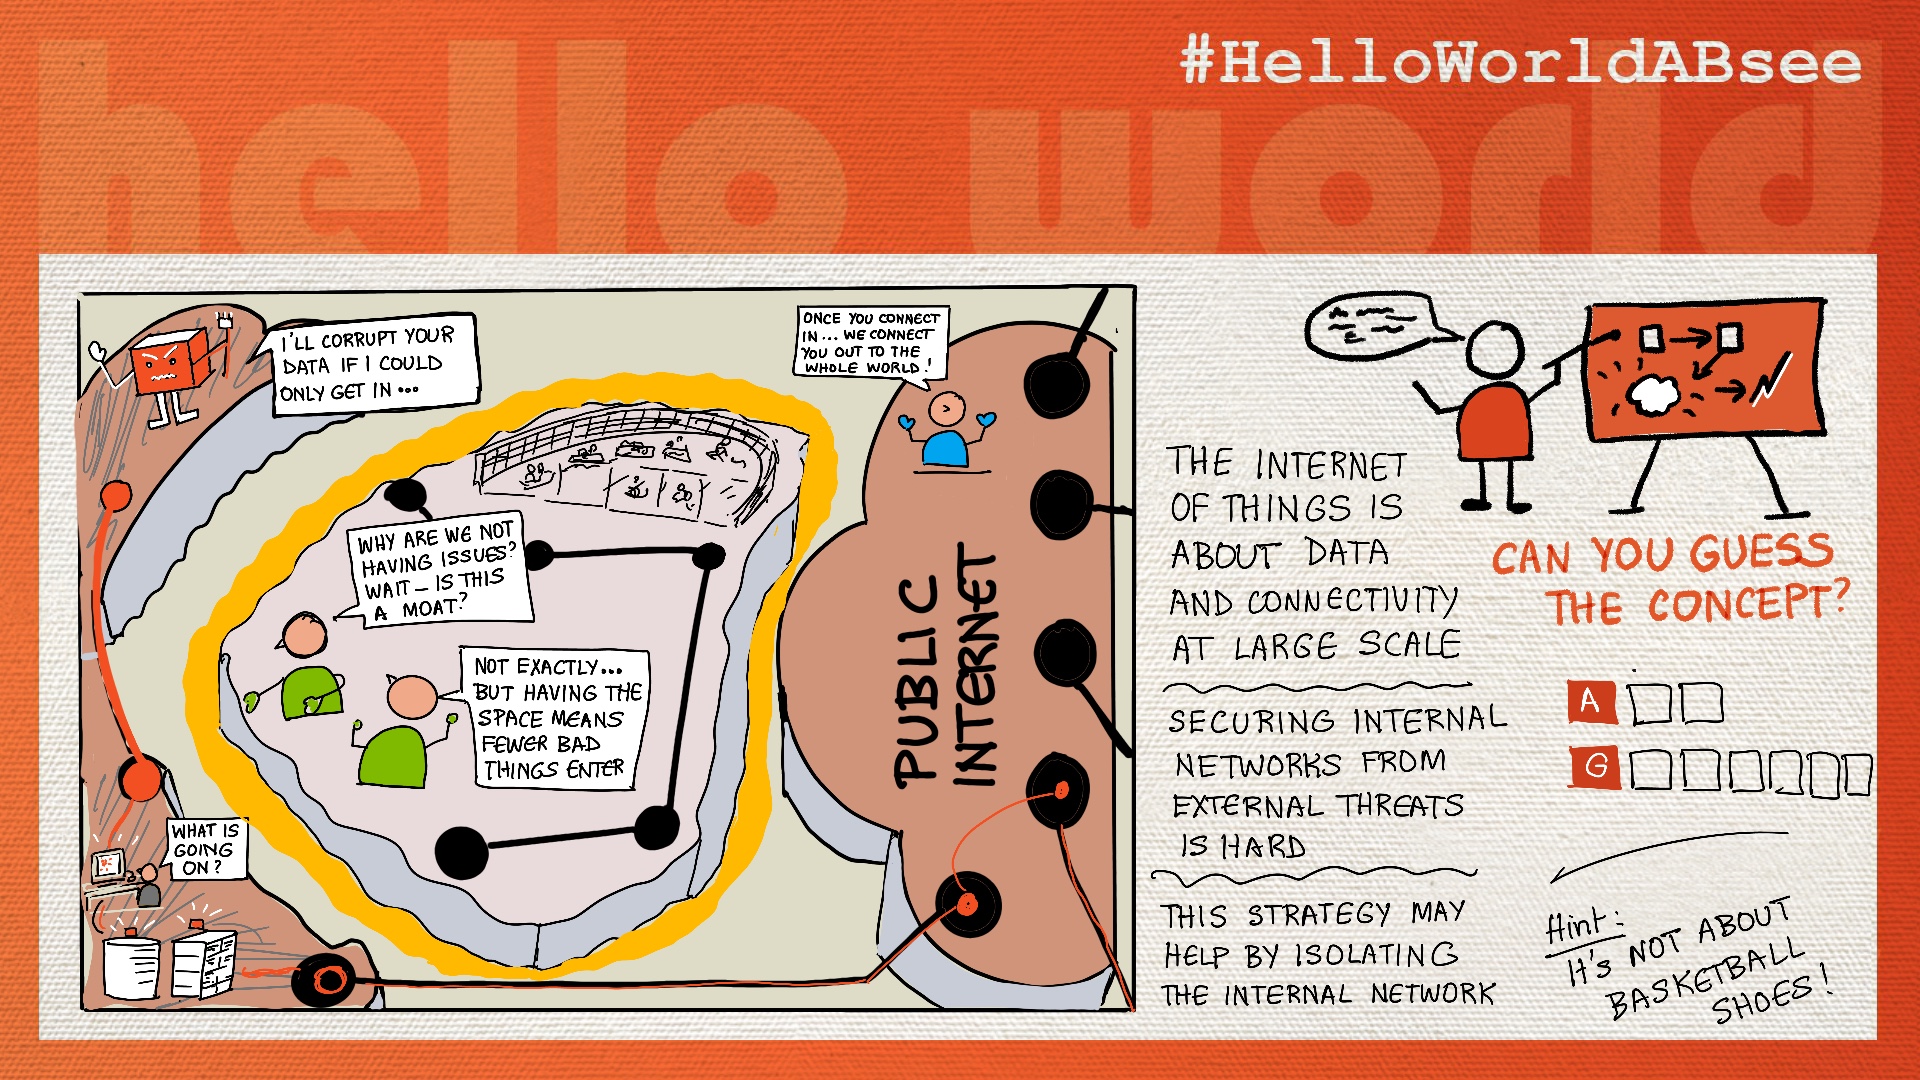 #HelloWorldABsee
hello world
I'LL CORRUPT YOUR
DATA IF I COULD
ONLY GET IN ...
ONCE YOU CONNECT
IN... WE CONNECT
YOU OUT TO THE
WHOLE WORLD!
WHY ARE WE NOT
HAVING ISSUES?
WAIT - IS THIS
A MOAT?
NOT EXACTLY...
BUT HAVING THE
SPACE MEANS
FEWER BAD
THINGS ENTER
WHAT IS
GOING
ON?
PUBLIC
INTERNET
THE INTERNET
OF THINGS IS
ABOUT DATA
AND CONNECTIVITY
AT LARGE SCALE
SECURING INTERNAL
NETWORKS FROM
EXTERNAL THREATS
IS HARD
THIS STRATEGY MAY
HELP BY ISOLATING
THE INTERNAL NETWORK
CAN YOU GUESS
THE CONCEPT?
A
G
Hint:
It's NOT ABOUT
BASKETBALL
SHOES!